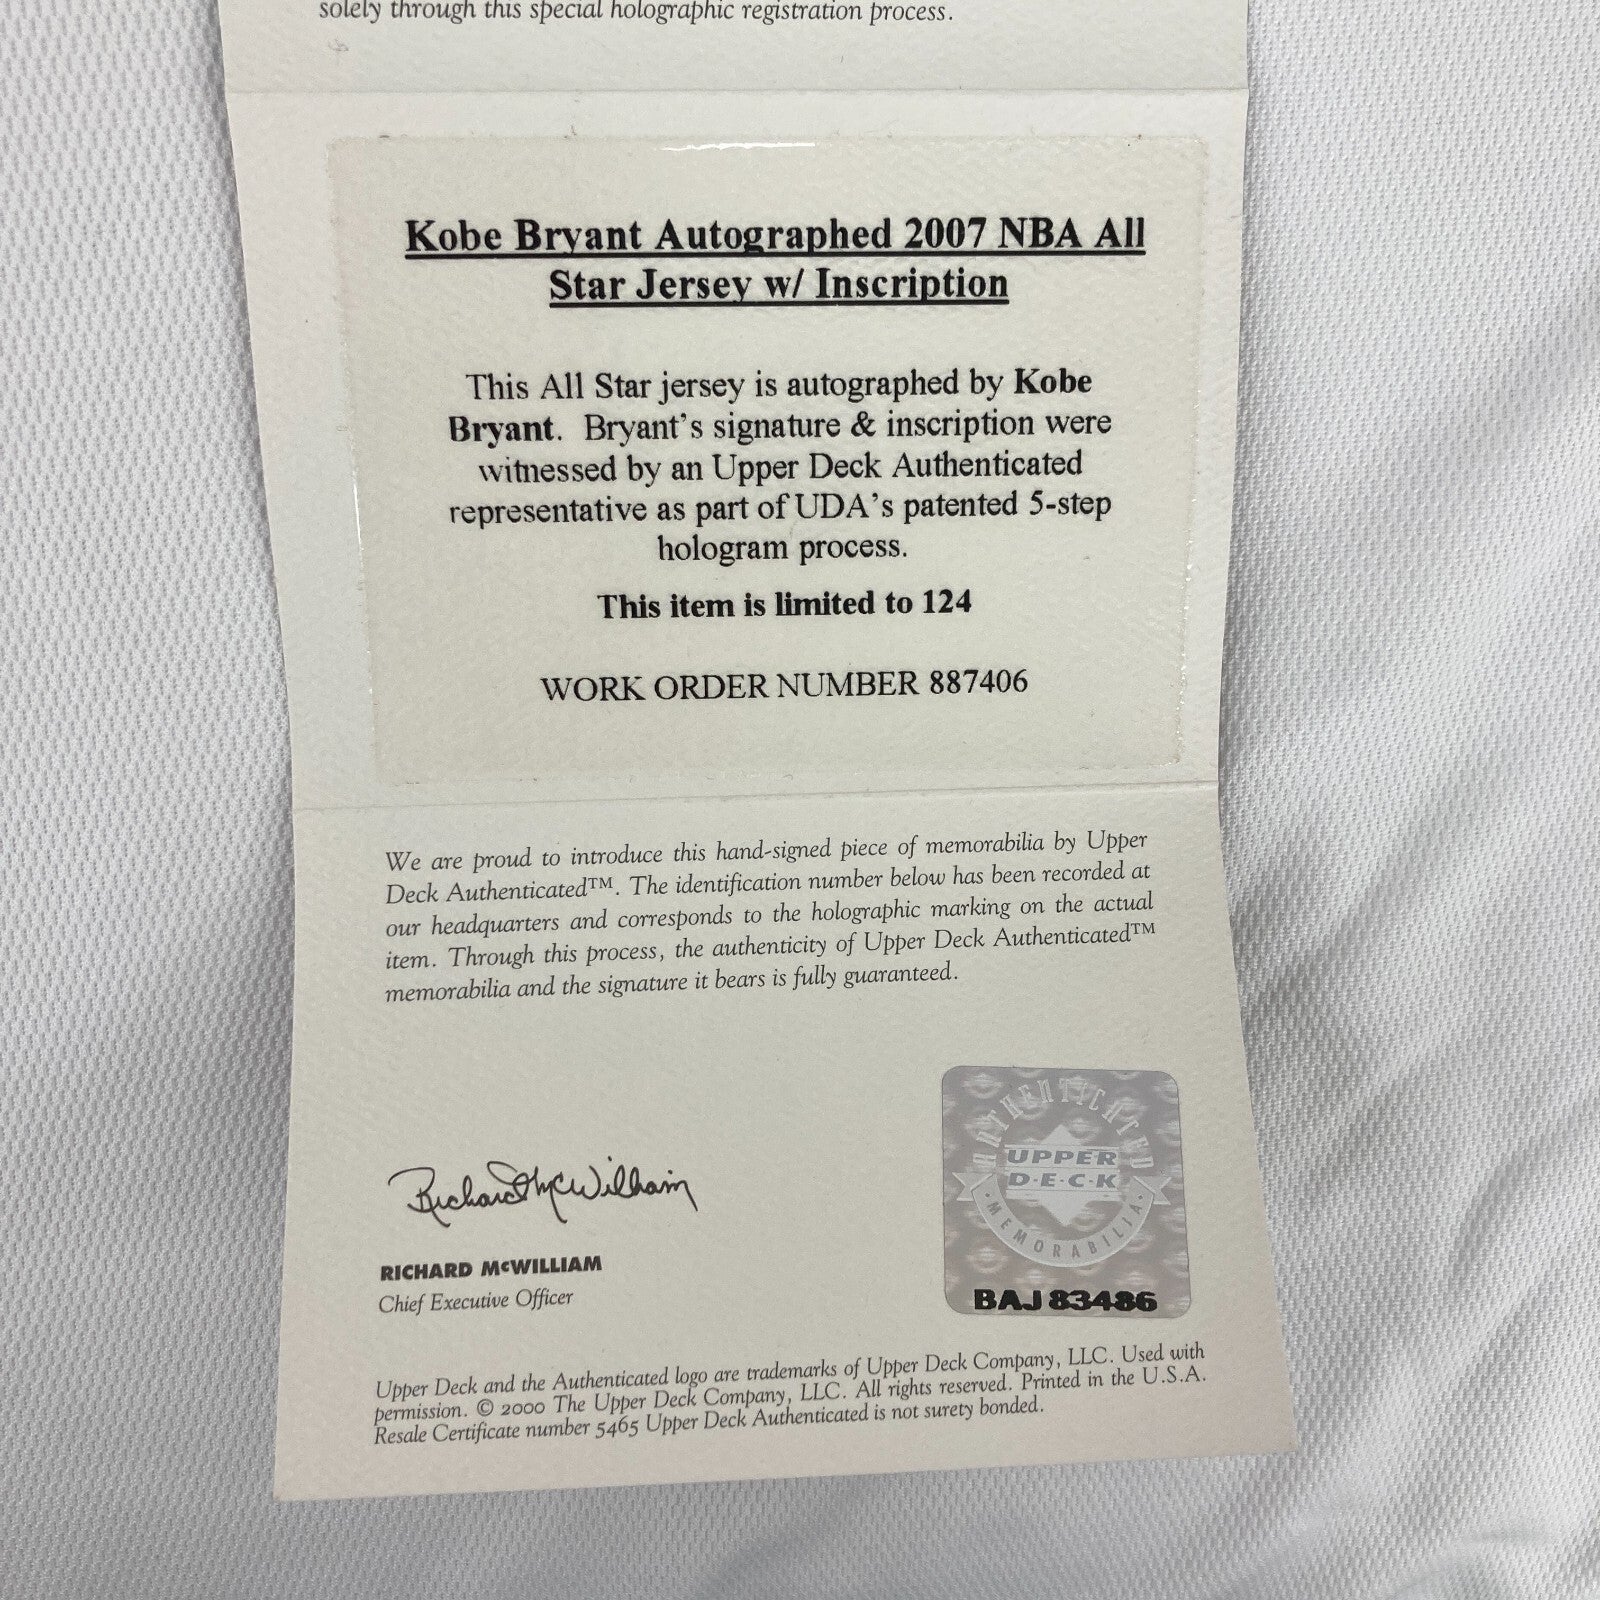 solely through this special holographic registration process.
Kobe Bryant Autographed 2007 NBA All
Star Jersey w/ Inscription
This All Star jersey is autographed by Kobe
Bryant. Bryant's signature & inscription were
witnessed by an Upper Deck Authenticated
representative as part of UDA's patented 5-step
hologram process.
This item is limited to 124
WORK ORDER NUMBER 887406
We are proud to introduce this hand-signed piece of memorabilia by Upper
Deck Authenticated™. The identification number below has been recorded at
our headquarters and corresponds to the holographic marking on the actual
item. Through this process, the authenticity of Upper Deck Authenticated™
memorabilia and the signature it bears is fully guaranteed.
AUTHENTICATED
UPPER
D·E·C·K
·MEMORABILIA·
BAJ83486
Richard McWilliam
RICHARD McWILLIAM
Chief Executive Officer
Upper Deck and the Authenticated logo are trademarks of Upper Deck Company, LLC. Used with
permission. © 2000 The Upper Deck Company, LLC. All rights reserved. Printed in the U.S.A.
Resale Certificate number 5465 Upper Deck Authenticated is not surety bonded.